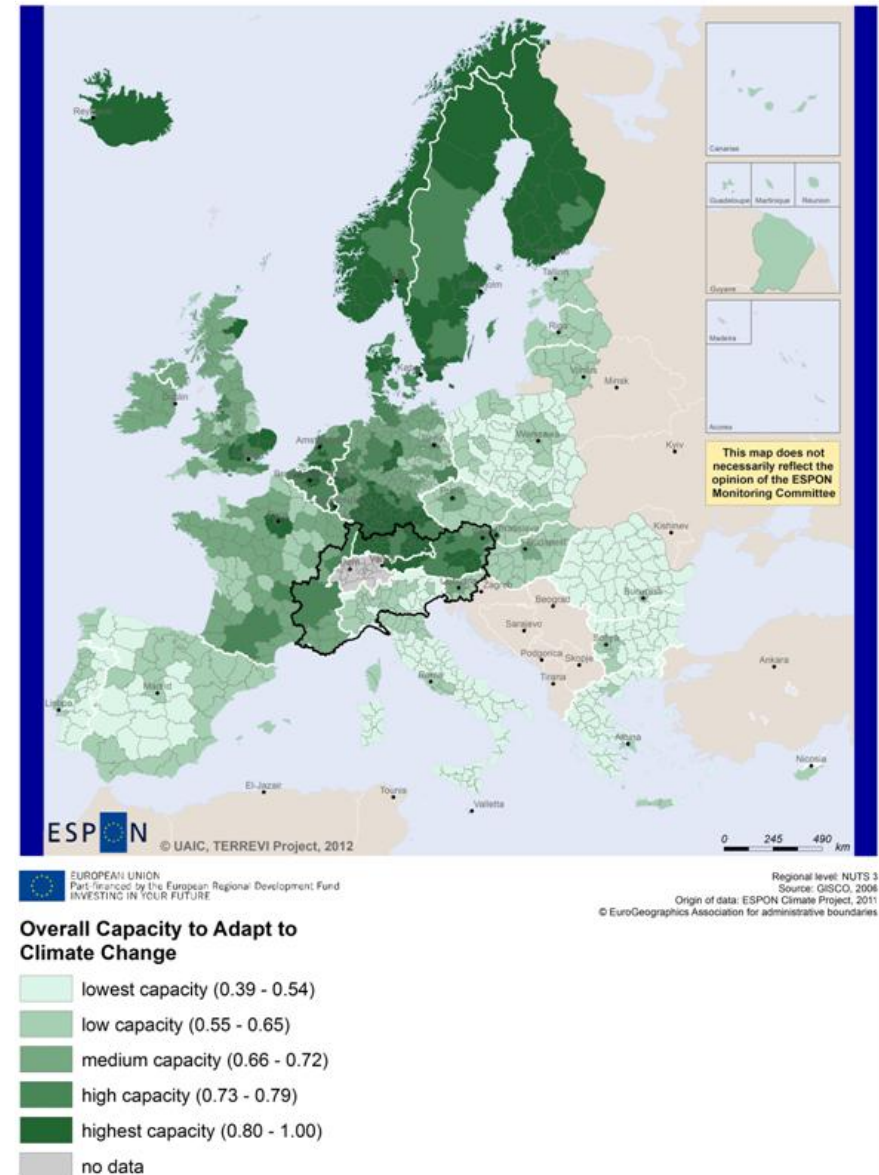 Reykjavik
Canarias
Guadeloupe
Martinique
Réunion
Guyane
Madeira
Acores
Tallinn
Riga
Vilnius
Minsk
Dublin
Warszawa
Kyiv
This map does not
necessarily reflect the
opinion of the ESPON
Monitoring Committee
Kishinev
Bratislava
Budapest
Zagreb
Beograd
Bucuresti
Sarajevo
Podgorica
Skopje
Sofiya
Tirana
Ankara
Madrid
Lisboa
Roma
Athina
Nicosia
El-Jazair
Tounis
Valletta
ESPON
© UAIC, TERREVI Project, 2012
0 245 490 km
EUROPEAN UNION
Part-financed by the European Regional Development Fund
INVESTING IN YOUR FUTURE
Regional level: NUTS 3
Source: GISCO, 2006
Origin of data: ESPON Climate Project, 2011
© EuroGeographics Association for administrative boundaries
Overall Capacity to Adapt to
Climate Change
lowest capacity (0.39 - 0.54)
low capacity (0.55 - 0.65)
medium capacity (0.66 - 0.72)
high capacity (0.73 - 0.79)
highest capacity (0.80 - 1.00)
no data